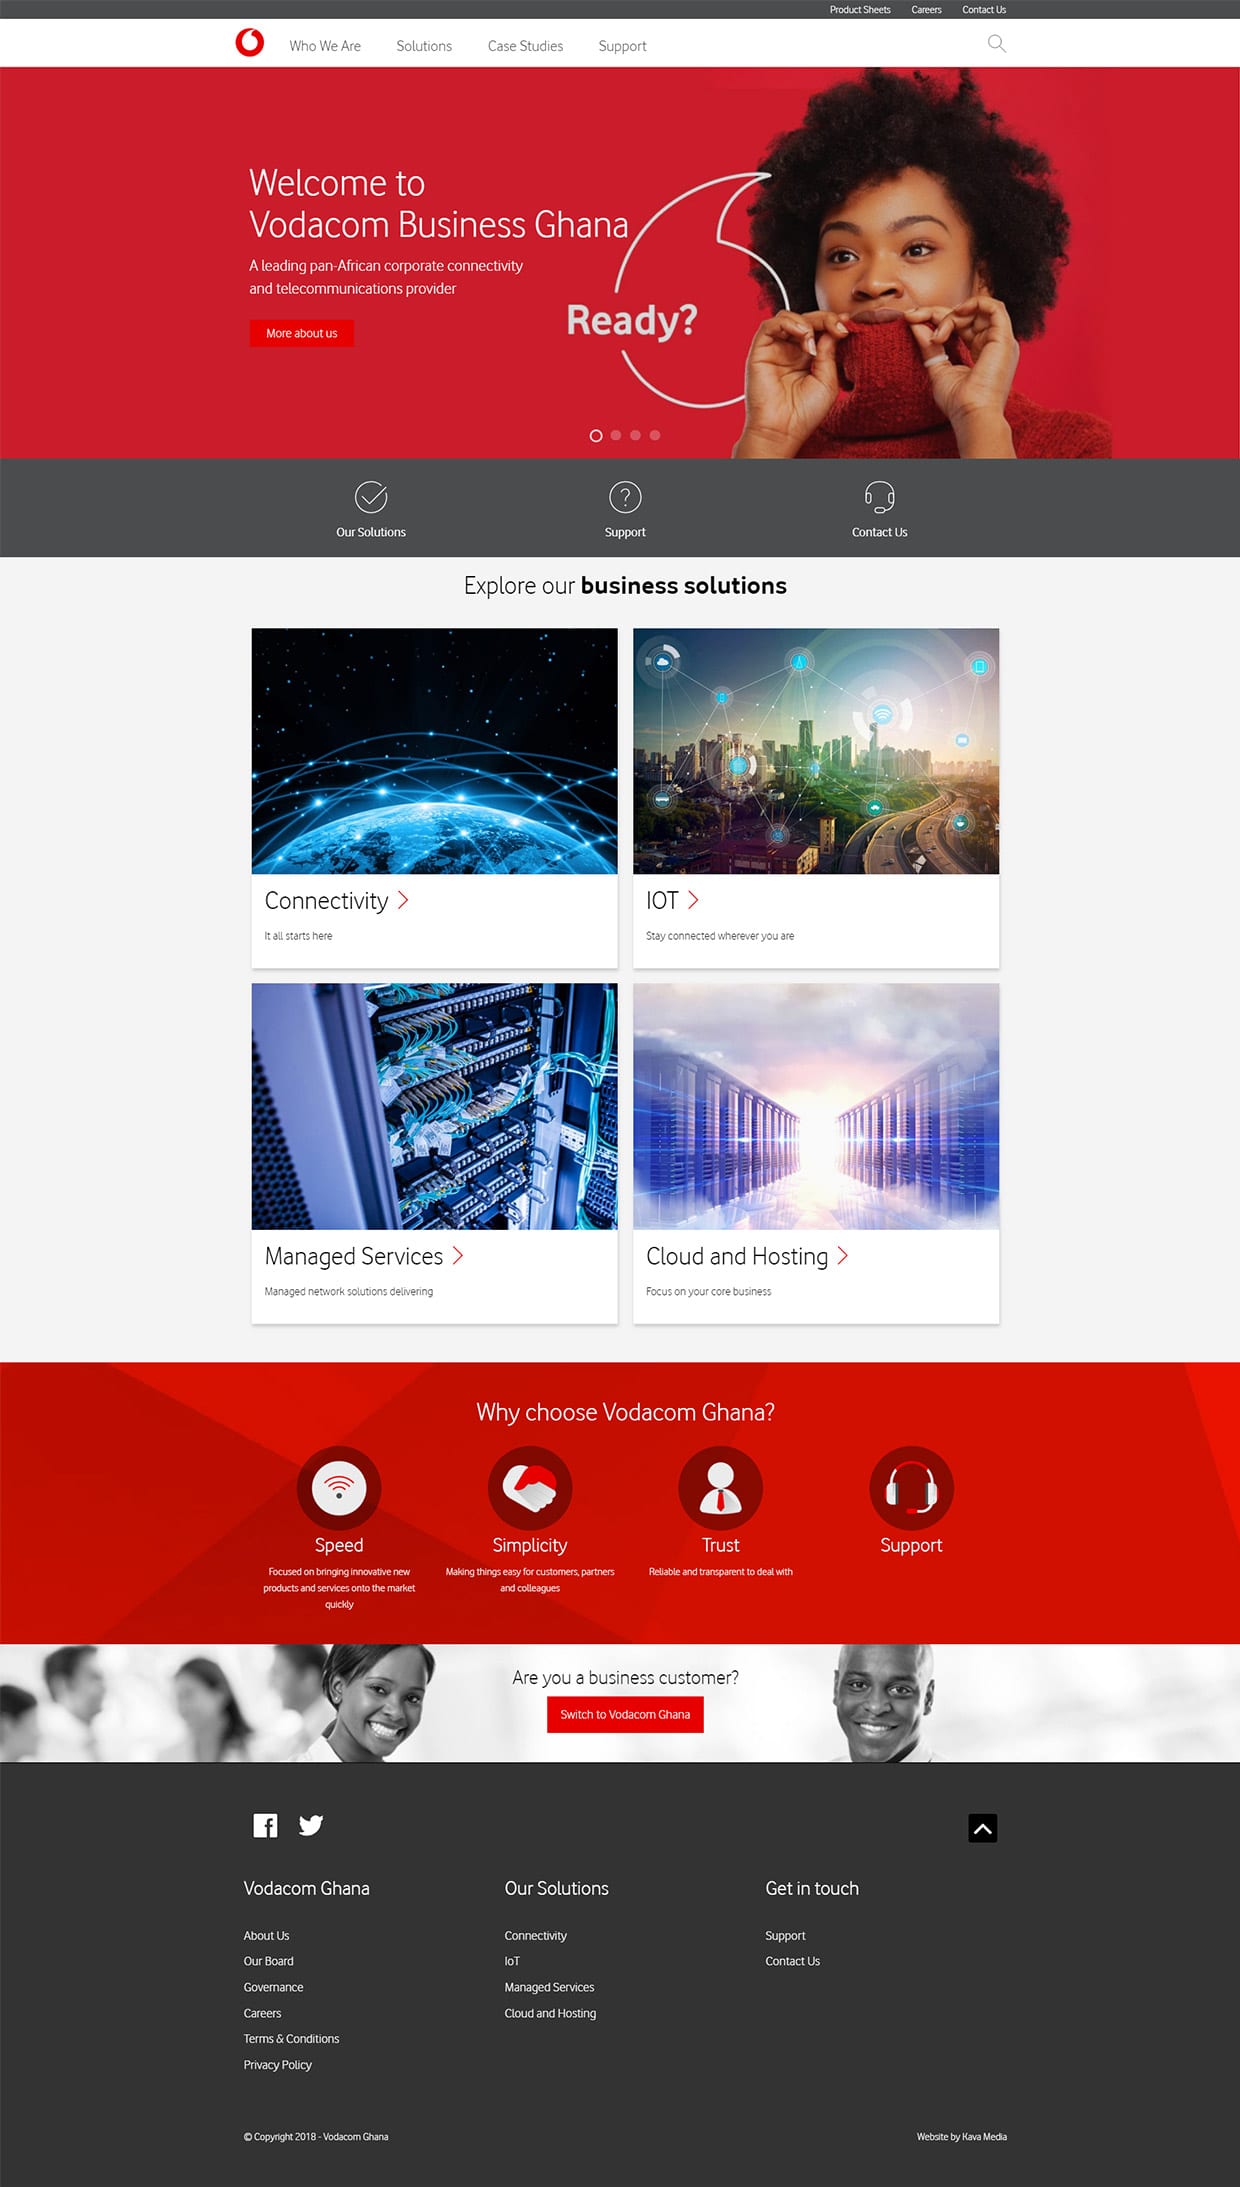 Product Sheets Careers Contact Us
Who We Are Solutions Case Studies Support
Welcome to
Vodacom Business Ghana
A leading pan-African corporate connectivity
and telecommunications provider
More about us
Ready?
Our Solutions Support Contact Us
Explore our business solutions
Connectivity
It all starts here
IOT
Stay connected wherever you are
Managed Services
Managed network solutions delivering
Cloud and Hosting
Focus on your core business
Why choose Vodacom Ghana?
Speed
Focused on bringing innovative new
products and services onto the market
quickly
Simplicity
Making things easy for customers, partners
and colleagues
Trust
Reliable and transparent to deal with
Support
Are you a business customer?
Switch to Vodacom Ghana
Vodacom Ghana
About Us
Our Board
Governance
Careers
Terms & Conditions
Privacy Policy
Our Solutions
Connectivity
IoT
Managed Services
Cloud and Hosting
Get in touch
Support
Contact Us
© Copyright 2018 - Vodacom Ghana
Website by Kava Media